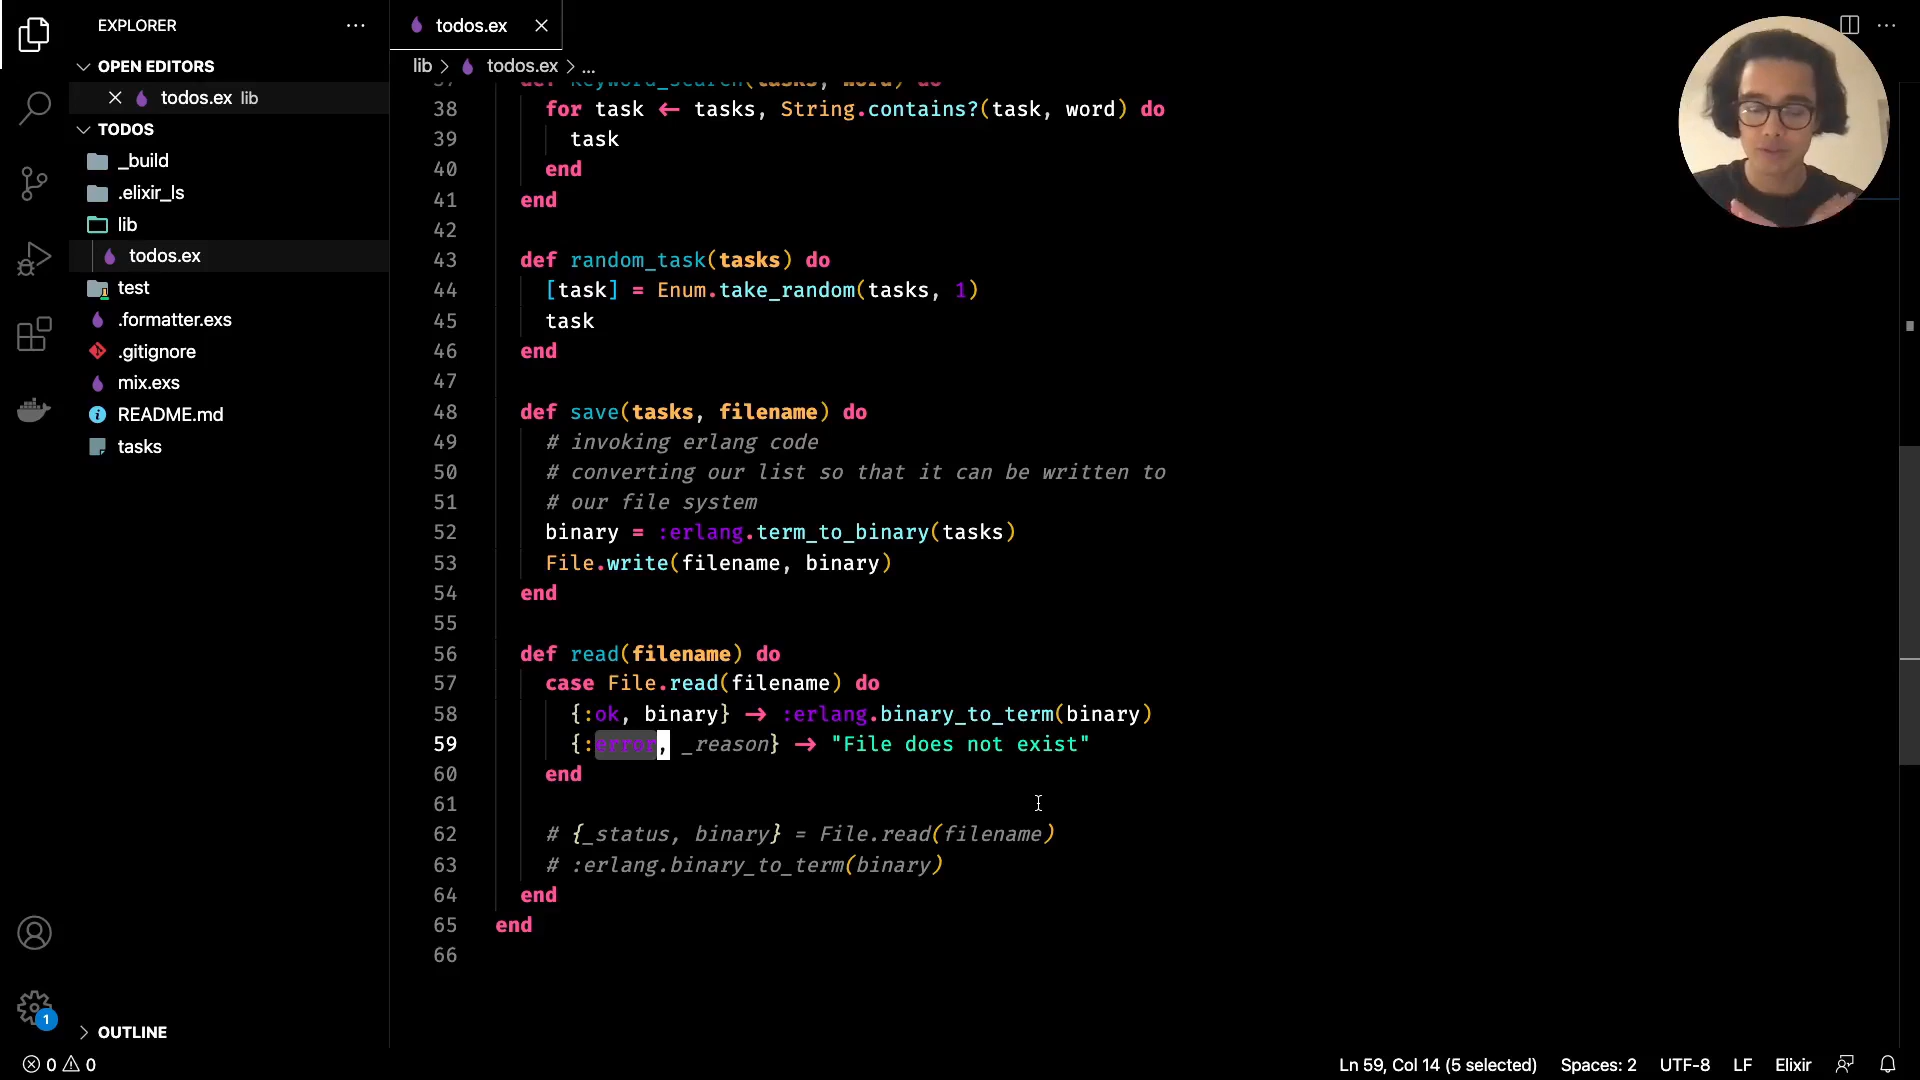 EXPLORER
OPEN EDITORS
todos.ex lib
TODOS
_build
.elixir_ls
lib
todos.ex
test
.formatter.exs
.gitignore
mix.exs
README.md
tasks
OUTLINE
1
0 0
todos.ex
lib > todos.ex > ...
37 def keyword_search(tasks, word) do
38 for task <- tasks, String.contains?(task, word) do
39 task
40 end
41 end
42
43 def random_task(tasks) do
44 [task] = Enum.take_random(tasks, 1)
45 task
46 end
47
48 def save(tasks, filename) do
49 # invoking erlang code
50 # converting our list so that it can be written to
51 # our file system
52 binary = :erlang.term_to_binary(tasks)
53 File.write(filename, binary)
54 end
55
56 def read(filename) do
57 case File.read(filename) do
58 {:ok, binary} -> :erlang.binary_to_term(binary)
59 {:error, _reason} -> "File does not exist"
60 end
61
62 # {_status, binary} = File.read(filename)
63 # :erlang.binary_to_term(binary)
64 end
65 end
66
Ln 59, Col 14 (5 selected) Spaces: 2 UTF-8 LF Elixir